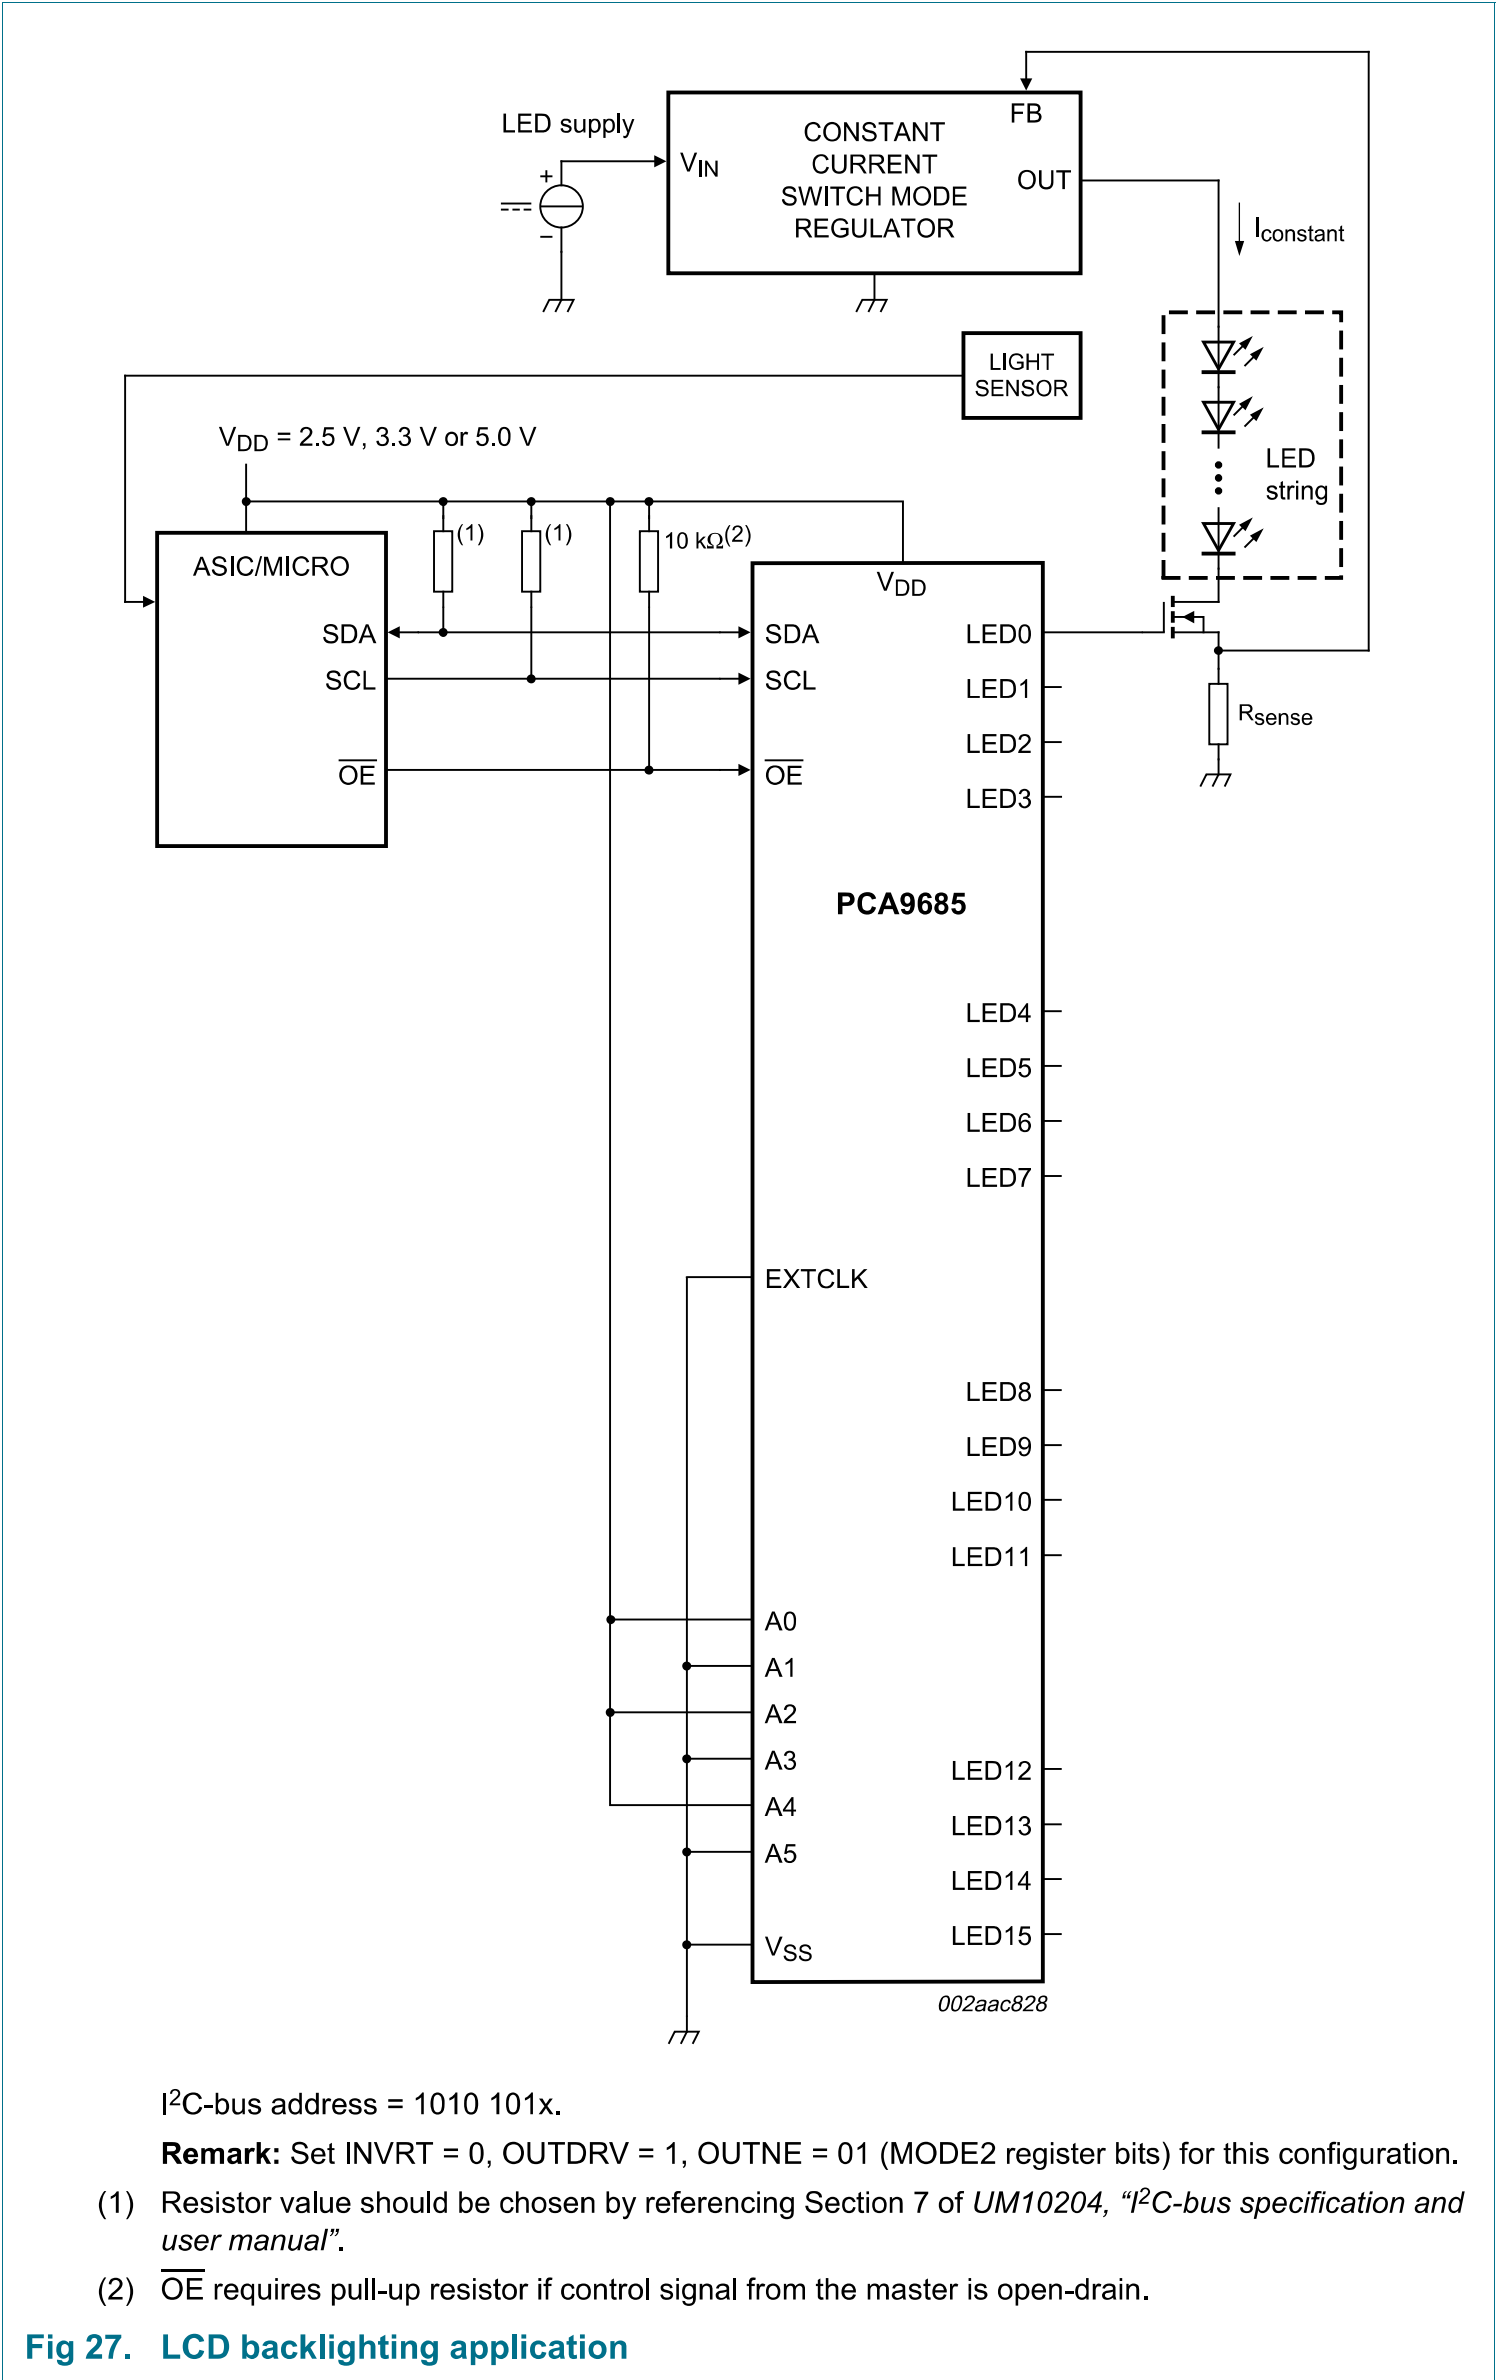 LED supply
+
−
VIN
CONSTANT
CURRENT
SWITCH MODE
REGULATOR
FB
OUT
Iconstant
LIGHT
SENSOR
LED
string
VDD = 2.5 V, 3.3 V or 5.0 V
(1)
(1)
10 kΩ(2)
ASIC/MICRO
SDA
SCL
OE
VDD
SDA
SCL
OE
LED0
LED1
LED2
LED3
Rsense
PCA9685
LED4
LED5
LED6
LED7
EXTCLK
LED8
LED9
LED10
LED11
A0
A1
A2
A3
A4
A5
VSS
LED12
LED13
LED14
LED15
002aac828
I2C-bus address = 1010 101x.
Remark: Set INVRT = 0, OUTDRV = 1, OUTNE = 01 (MODE2 register bits) for this configuration.
(1) Resistor value should be chosen by referencing Section 7 of UM10204, “I2C-bus specification and
user manual”.
(2) OE requires pull-up resistor if control signal from the master is open-drain.
Fig 27. LCD backlighting application